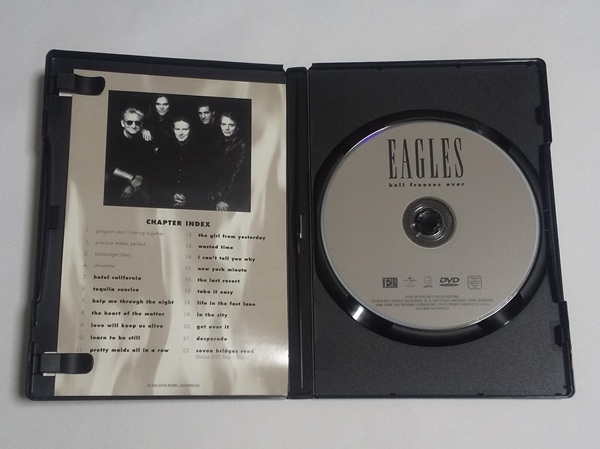 CHAPTER INDEX
1. program start/coming together
2. practice makes perfect
3. backstage check
4. showtime
5. hotel california
6. tequila sunrise
7. help me through the night
8. the heart of the matter
9. love will keep us alive
10. learn to be still
11. pretty maids all in a row
12. the girl from yesterday
13. wasted time
14. i can't tell you why
15. new york minute
16. the last resort
17. take it easy
18. life in the fast lane
19. in the city
20. get over it
21. desperado
22. seven bridges road
EAGLES
hell freezes over
DVD